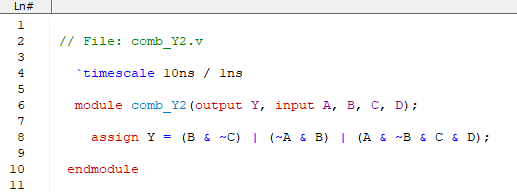 Ln#
1
2 // File: comb_Y2.v
3
4 `timescale 10ns / 1ns
5
6 module comb_Y2(output Y, input A, B, C, D);
7
8 assign Y = (B & ~C) | (~A & B) | (A & ~B & C & D);
9
10 endmodule
11